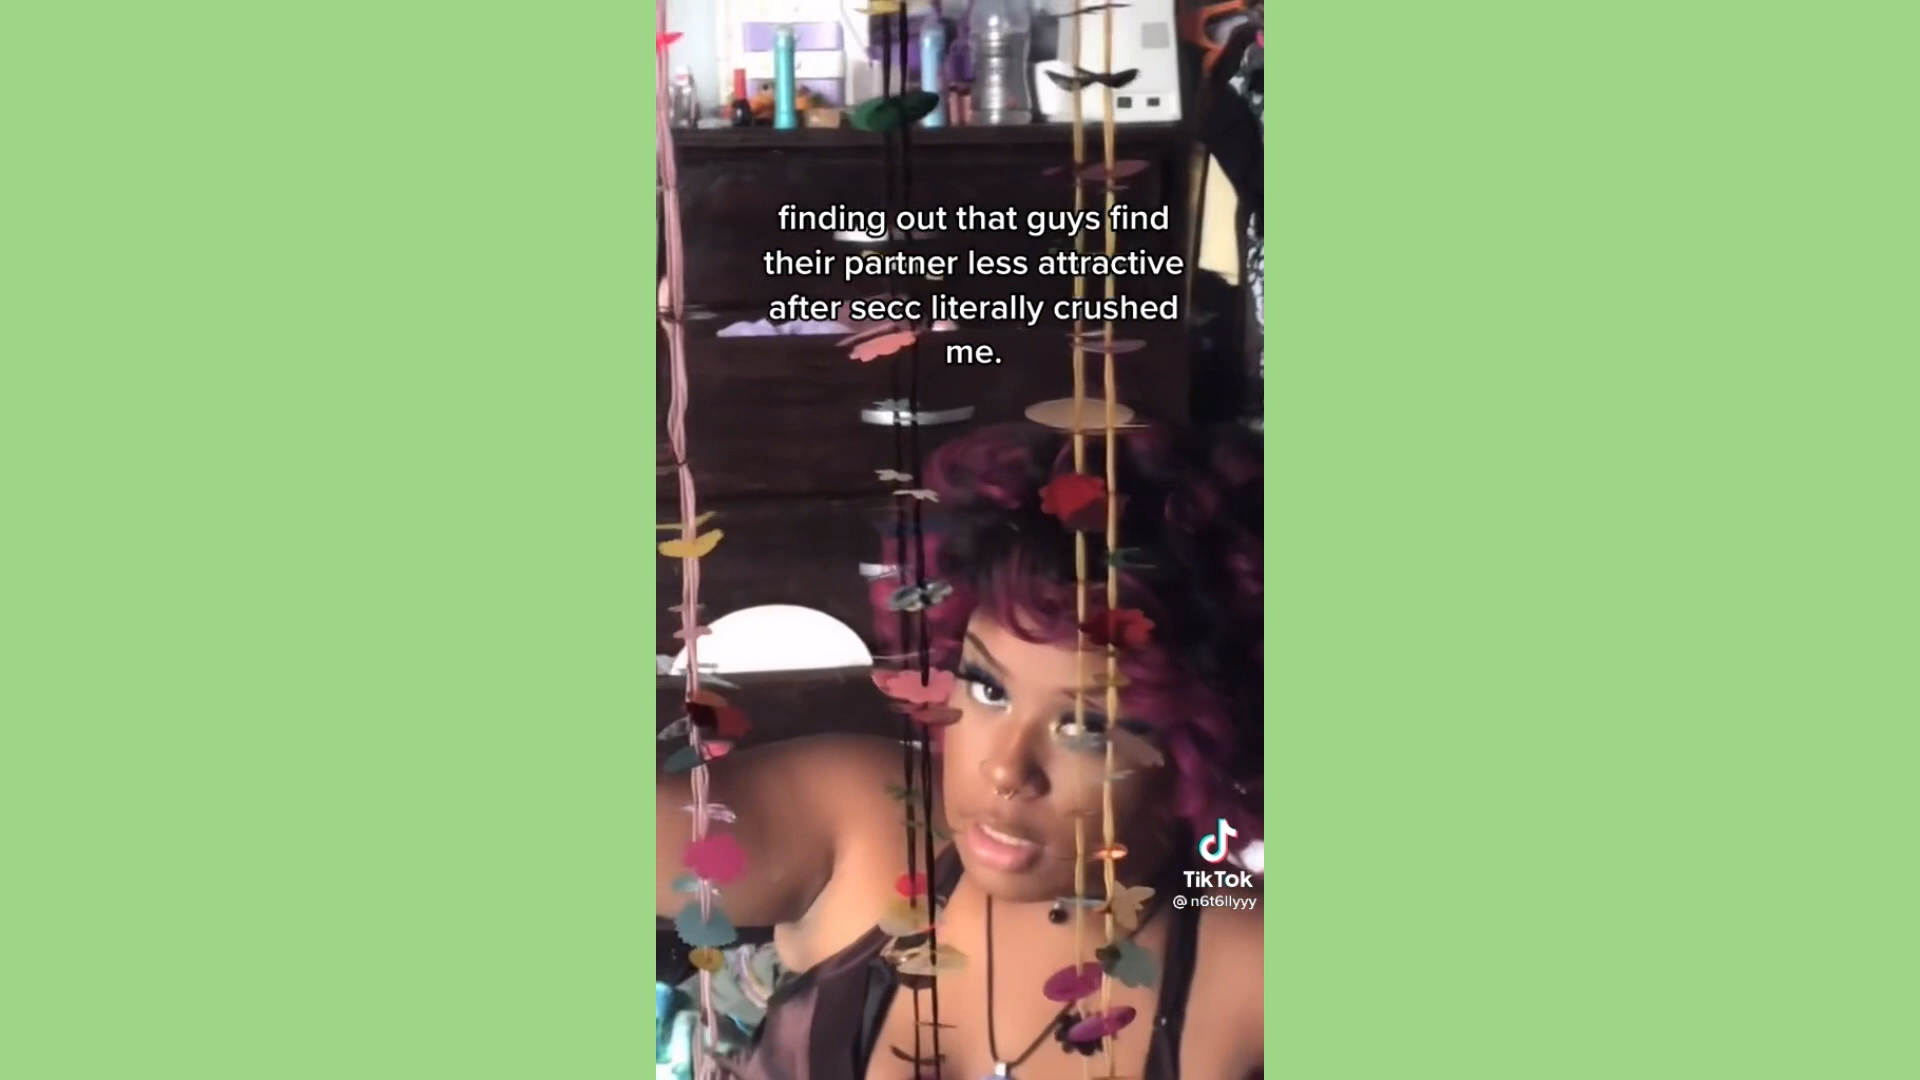 finding out that guys find
their partner less attractive
after secc literally crushed
me.
TikTok
@n6t6llyyy